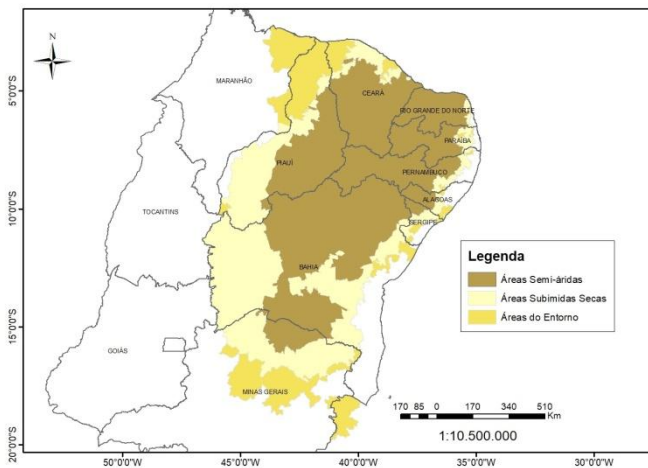 N
MARANHÃO
CEARÁ
RIO GRANDE DO NORTE
PARAÍBA
PIAUÍ
PERNAMBUCO
ALAGOAS
SERGIPE
TOCANTINS
BAHIA
GOIÁS
MINAS GERAIS
Legenda
Áreas Semi-áridas
Áreas Subimidas Secas
Áreas do Entorno
170 85 0 170 340 510
Km
1:10.500.000
5°0'0"S
10°0'0"S
15°0'0"S
20°0'0"S
50°0'0"W 45°0'0"W 40°0'0"W 35°0'0"W 30°0'0"W